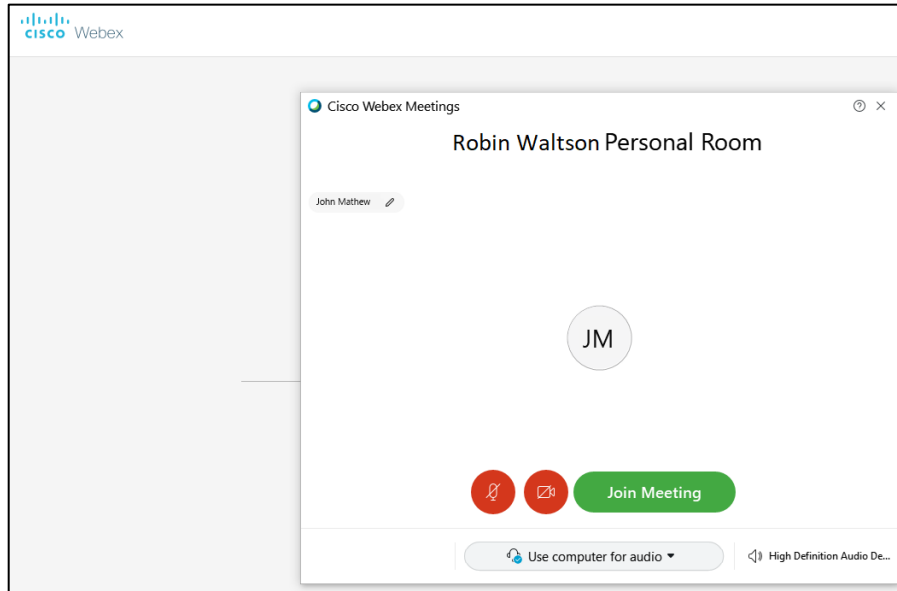 cisco Webex
Cisco Webex Meetings
Robin Waltson Personal Room
John Mathew
JM
Join Meeting
Use computer for audio
High Definition Audio De...